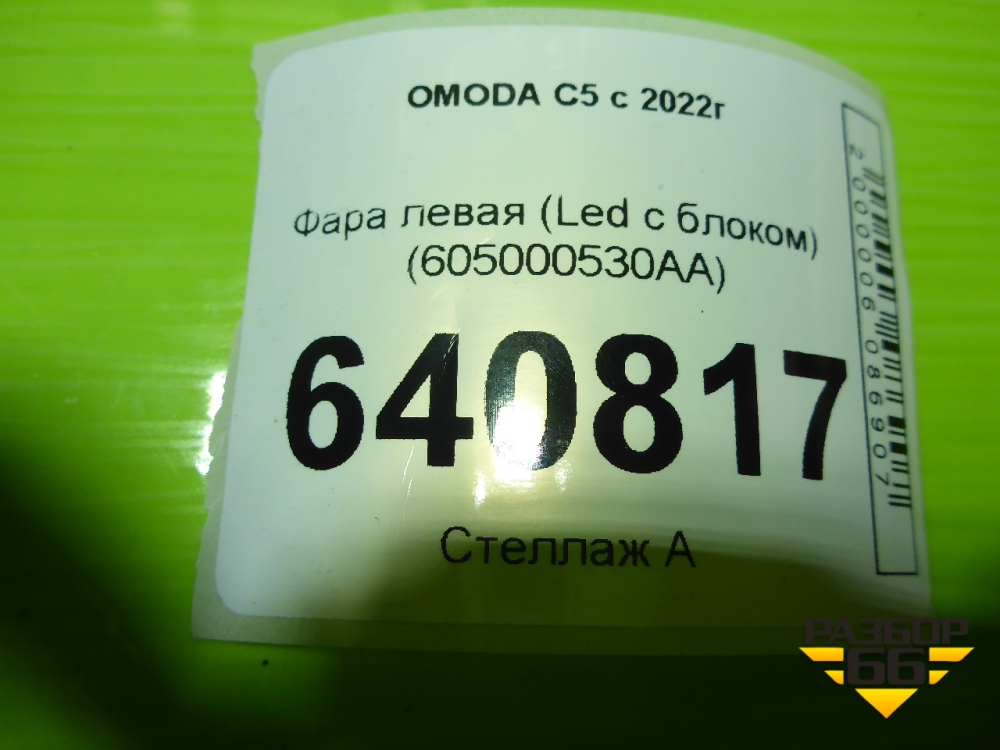 OMODA C5 с 2022г
Фара левая (Led с блоком)
(605000530AA)
640817
Стеллаж А
2000006086907
РАЗБОР
66